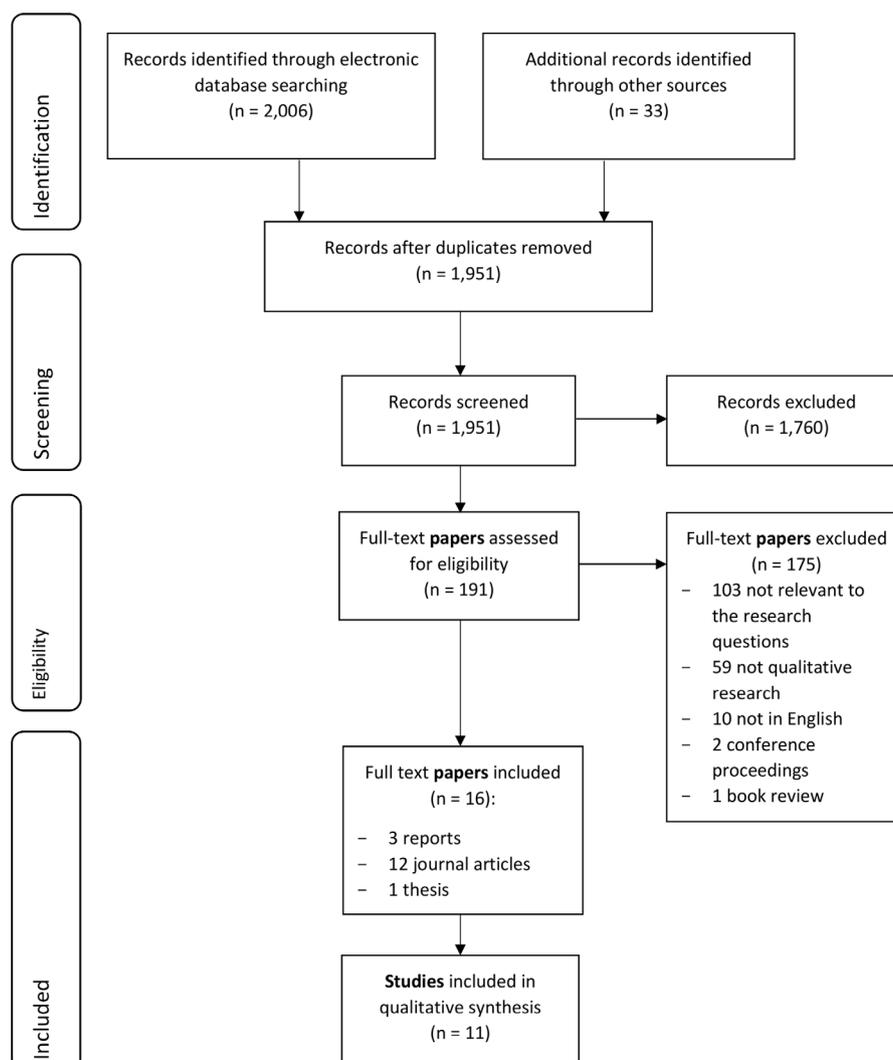 Identification
Records identified through electronic
database searching
(n = 2,006)
Additional records identified
through other sources
(n = 33)
Records after duplicates removed
(n = 1,951)
Screening
Records screened
(n = 1,951)
Records excluded
(n = 1,760)
Eligibility
Full-text papers assessed
for eligibility
(n = 191)
Full-text papers excluded
(n = 175)
− 103 not relevant to
the research
questions
− 59 not qualitative
research
− 10 not in English
− 2 conference
proceedings
− 1 book review
Included
Full text papers included
(n = 16):
− 3 reports
− 12 journal articles
− 1 thesis
Studies included in
qualitative synthesis
(n = 11)